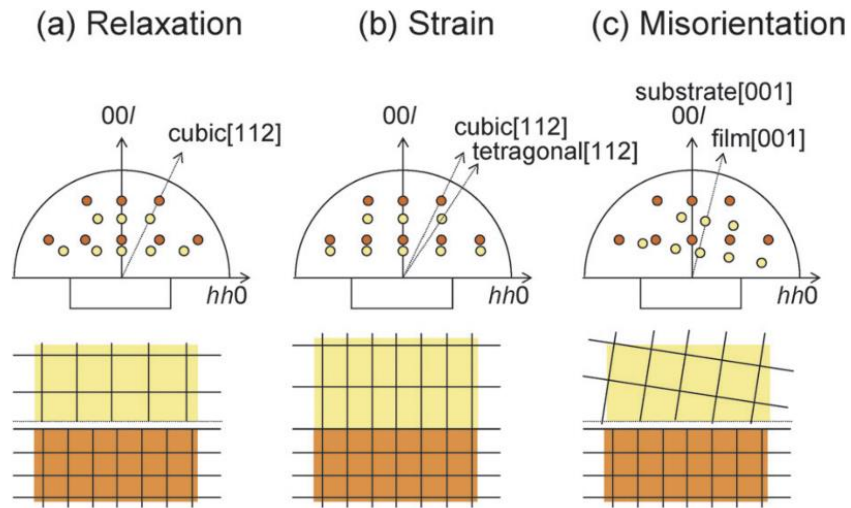 (a) Relaxation
(b) Strain
(c) Misorientation
00l
cubic[112]
hh0
00l
cubic[112]
tetragonal[112]
hh0
substrate[001]
00l
film[001]
hh0